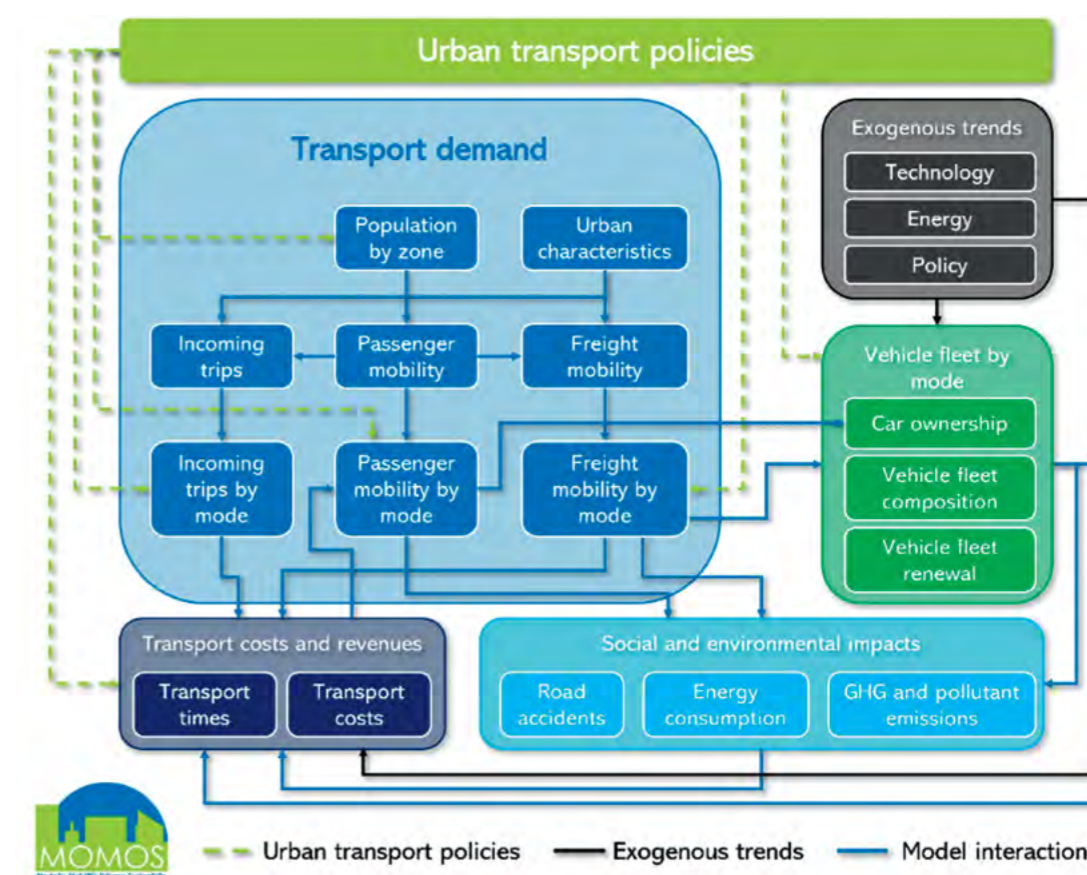 Urban transport policies
Transport demand
Exogenous trends
Technology
Energy
Policy
Population
by zone
Urban
characteristics
Incoming
trips
Passenger
mobility
Freight
mobility
Vehicle fleet by
mode
Car ownership
Vehicle fleet
composition
Vehicle fleet
renewal
Incoming
trips by
mode
Passenger
mobility by
mode
Freight
mobility by
mode
Transport costs and revenues
Transport
times
Transport
costs
Social and environmental impacts
Road
accidents
Energy
consumption
GHG and pollutant
emissions
MOMOS
Urban transport policies
Exogenous trends
Model interaction